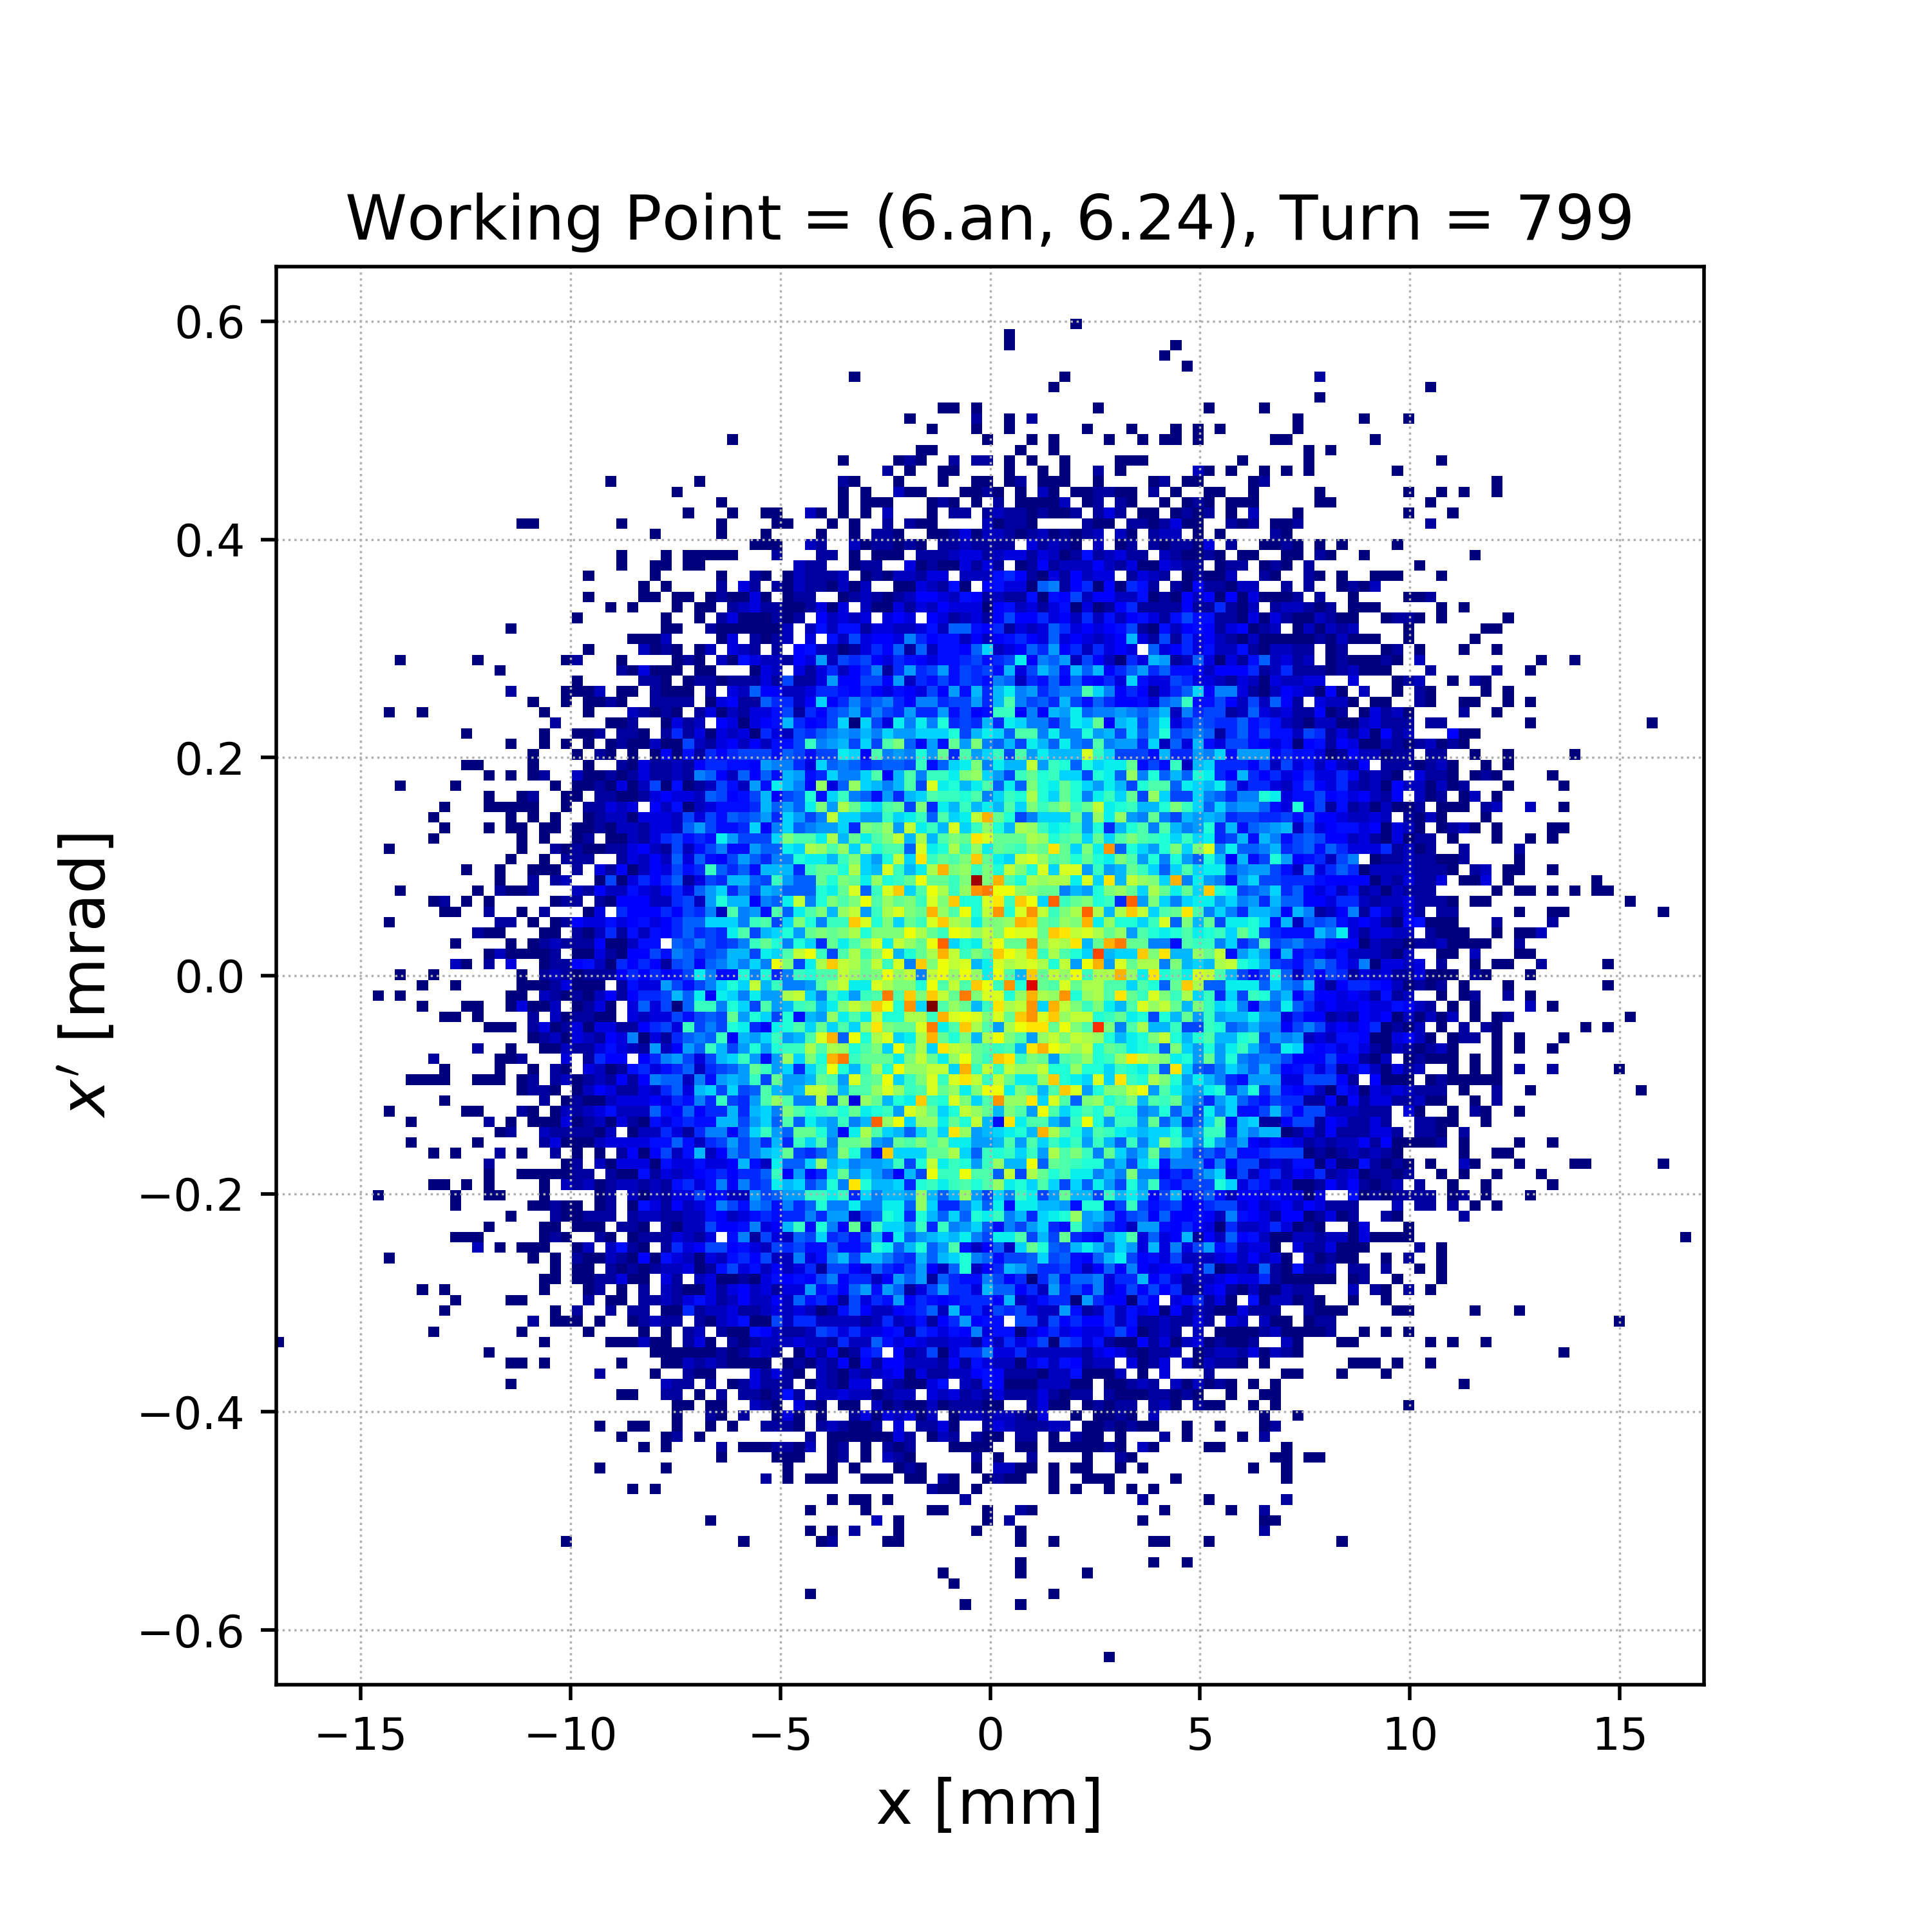 Working Point = (6.an, 6.24), Turn = 799
0.6
0.4
0.2
0.0
−0.2
−0.4
−0.6
x′ [mrad]
−15 −10 −5 0 5 10 15
x [mm]